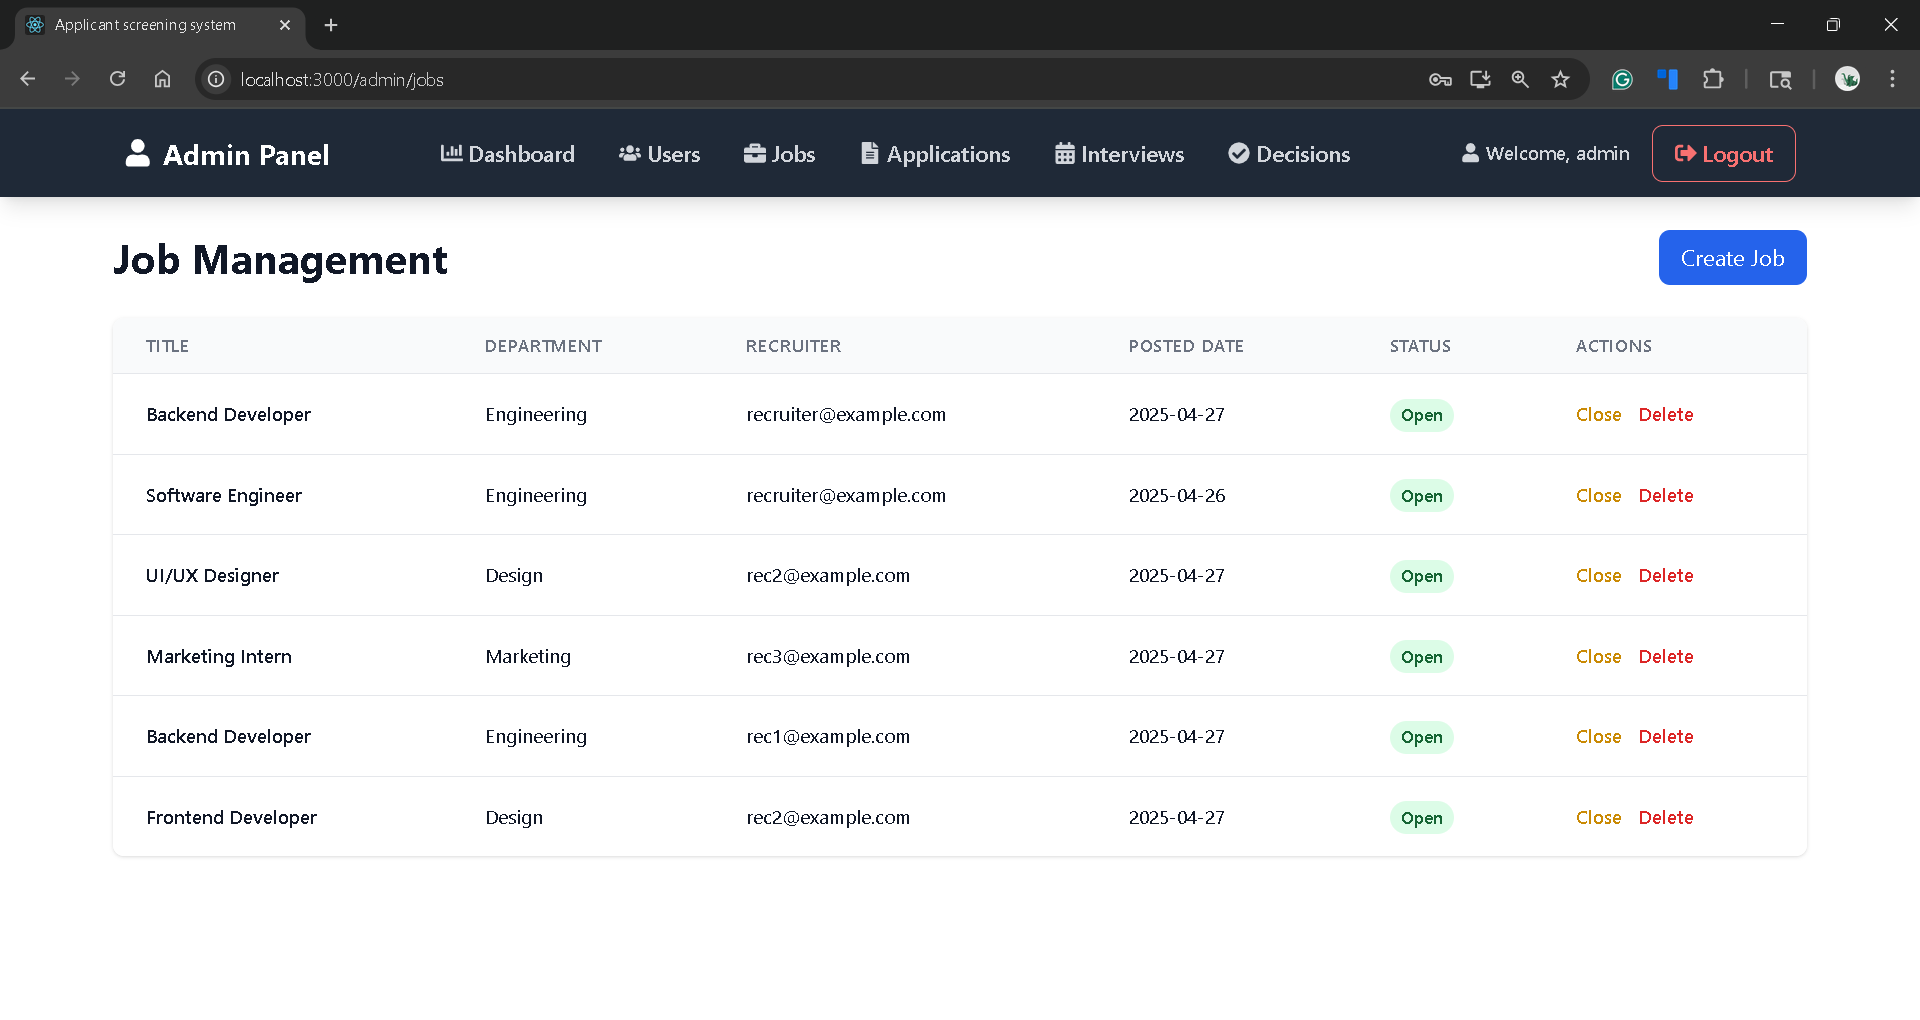 Applicant screening system
localhost:3000/admin/jobs
Admin Panel Dashboard Users Jobs Applications Interviews Decisions Welcome, admin Logout
Job Management Create Job
TITLE DEPARTMENT RECRUITER POSTED DATE STATUS ACTIONS
Backend Developer Engineering recruiter@example.com 2025-04-27 Open Close Delete
Software Engineer Engineering recruiter@example.com 2025-04-26 Open Close Delete
UI/UX Designer Design rec2@example.com 2025-04-27 Open Close Delete
Marketing Intern Marketing rec3@example.com 2025-04-27 Open Close Delete
Backend Developer Engineering rec1@example.com 2025-04-27 Open Close Delete
Frontend Developer Design rec2@example.com 2025-04-27 Open Close Delete